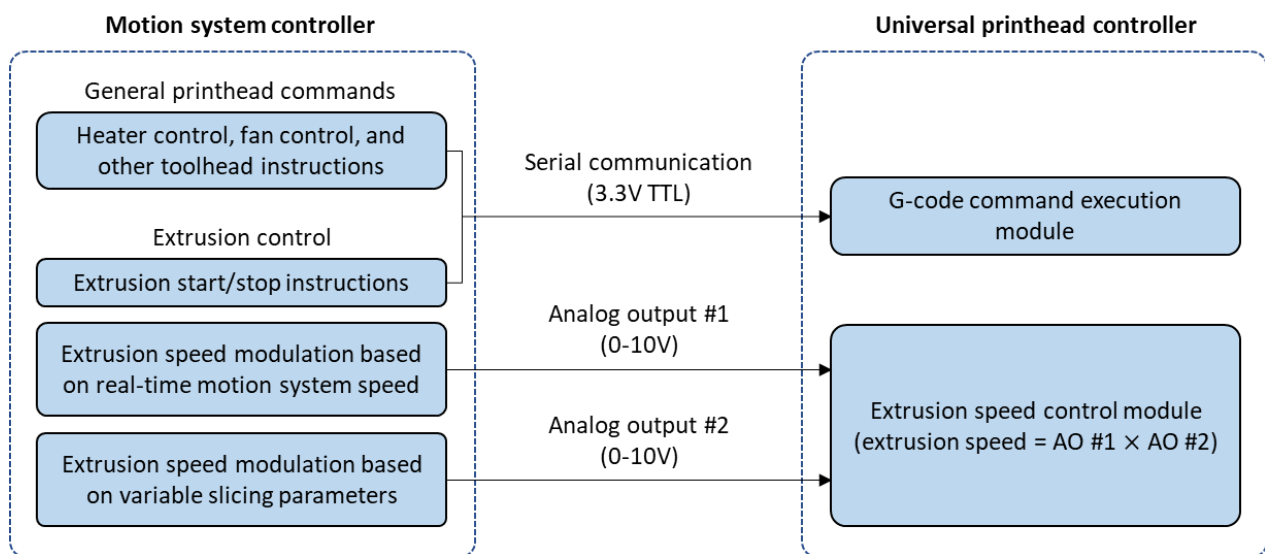 Motion system controller
Universal printhead controller
General printhead commands
Heater control, fan control, and
other toolhead instructions
Extrusion control
Extrusion start/stop instructions
Extrusion speed modulation based
on real-time motion system speed
Extrusion speed modulation based
on variable slicing parameters
Serial communication
(3.3V TTL)
Analog output #1
(0-10V)
Analog output #2
(0-10V)
G-code command execution
module
Extrusion speed control module
(extrusion speed = AO #1 × AO #2)